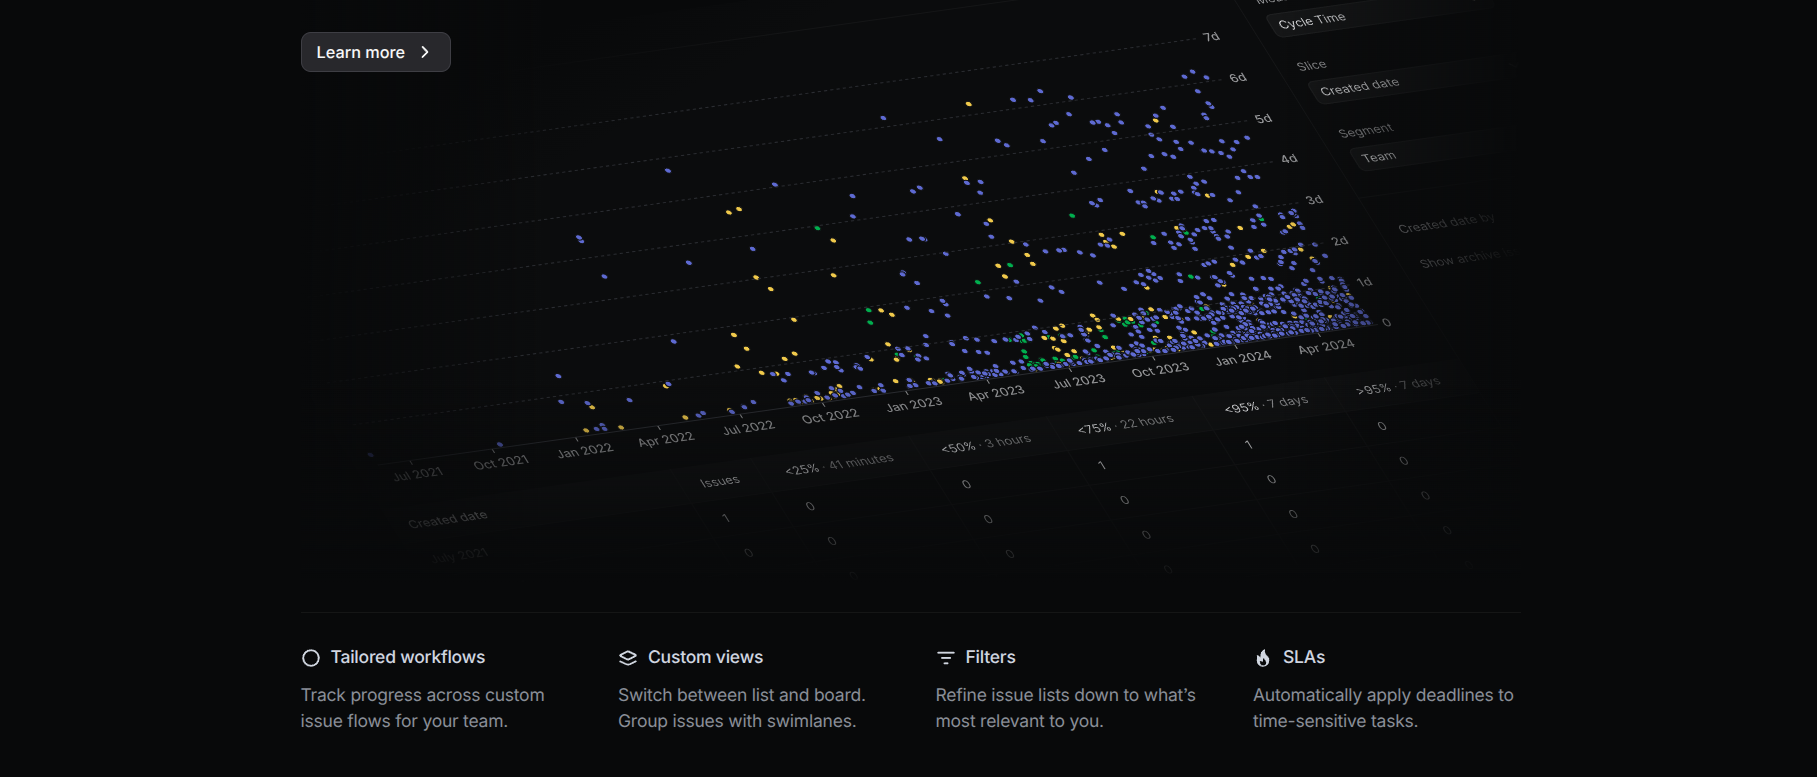 Learn more
Cycle Time
Slice
Created date
Segment
Team
Created date by
Show archive
7d
6d
5d
4d
3d
2d
1d
0
Jul 2021
Oct 2021
Jan 2022
Apr 2022
Jul 2022
Oct 2022
Jan 2023
Apr 2023
Jul 2023
Oct 2023
Jan 2024
Apr 2024
Created date Issues <25% · 41 minutes <50% · 3 hours <75% · 22 hours <95% · 7 days >95% · 7 days
July 2021 1 0 0 1 1 0
0 0 0 0 0 0
0 0 0 0 0
0 0 0
Tailored workflows
Track progress across custom
issue flows for your team.
Custom views
Switch between list and board.
Group issues with swimlanes.
Filters
Refine issue lists down to what’s
most relevant to you.
SLAs
Automatically apply deadlines to
time-sensitive tasks.